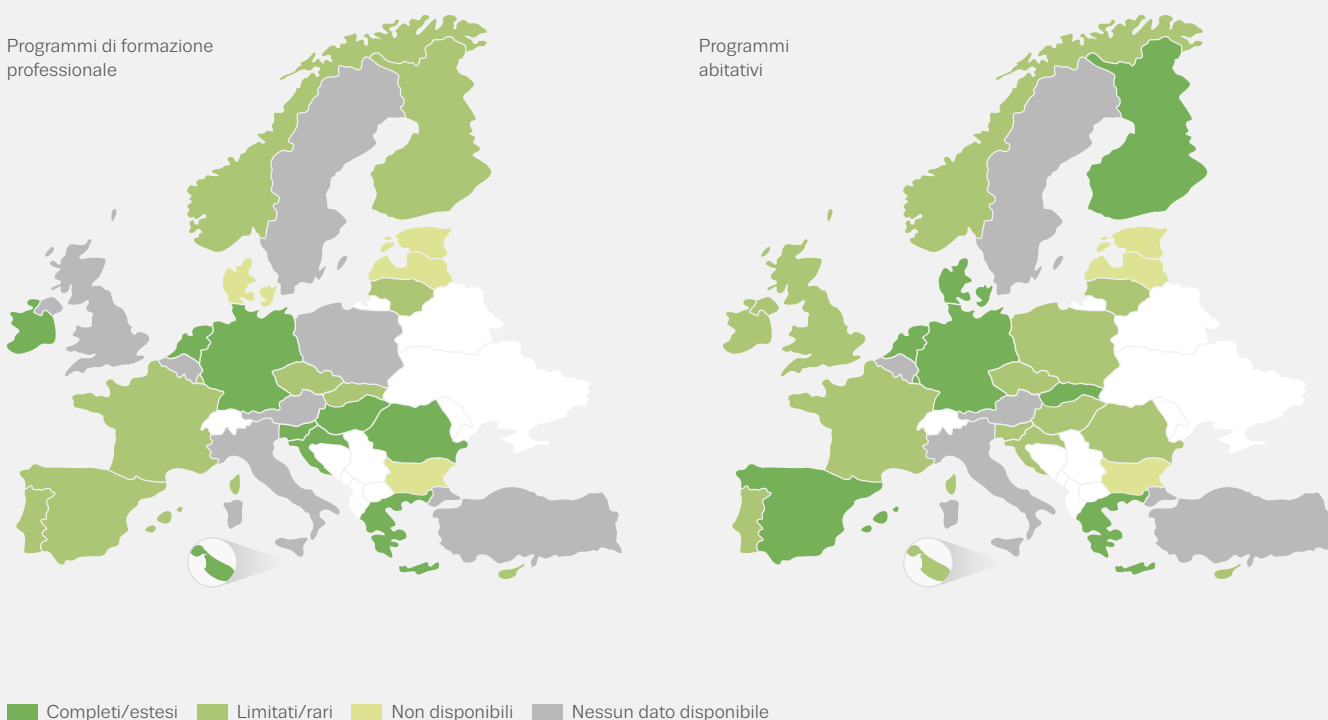 Programmi di formazione
professionale
Programmi
abitativi
Completi/estesi
Limitati/rari
Non disponibili
Nessun dato disponibile